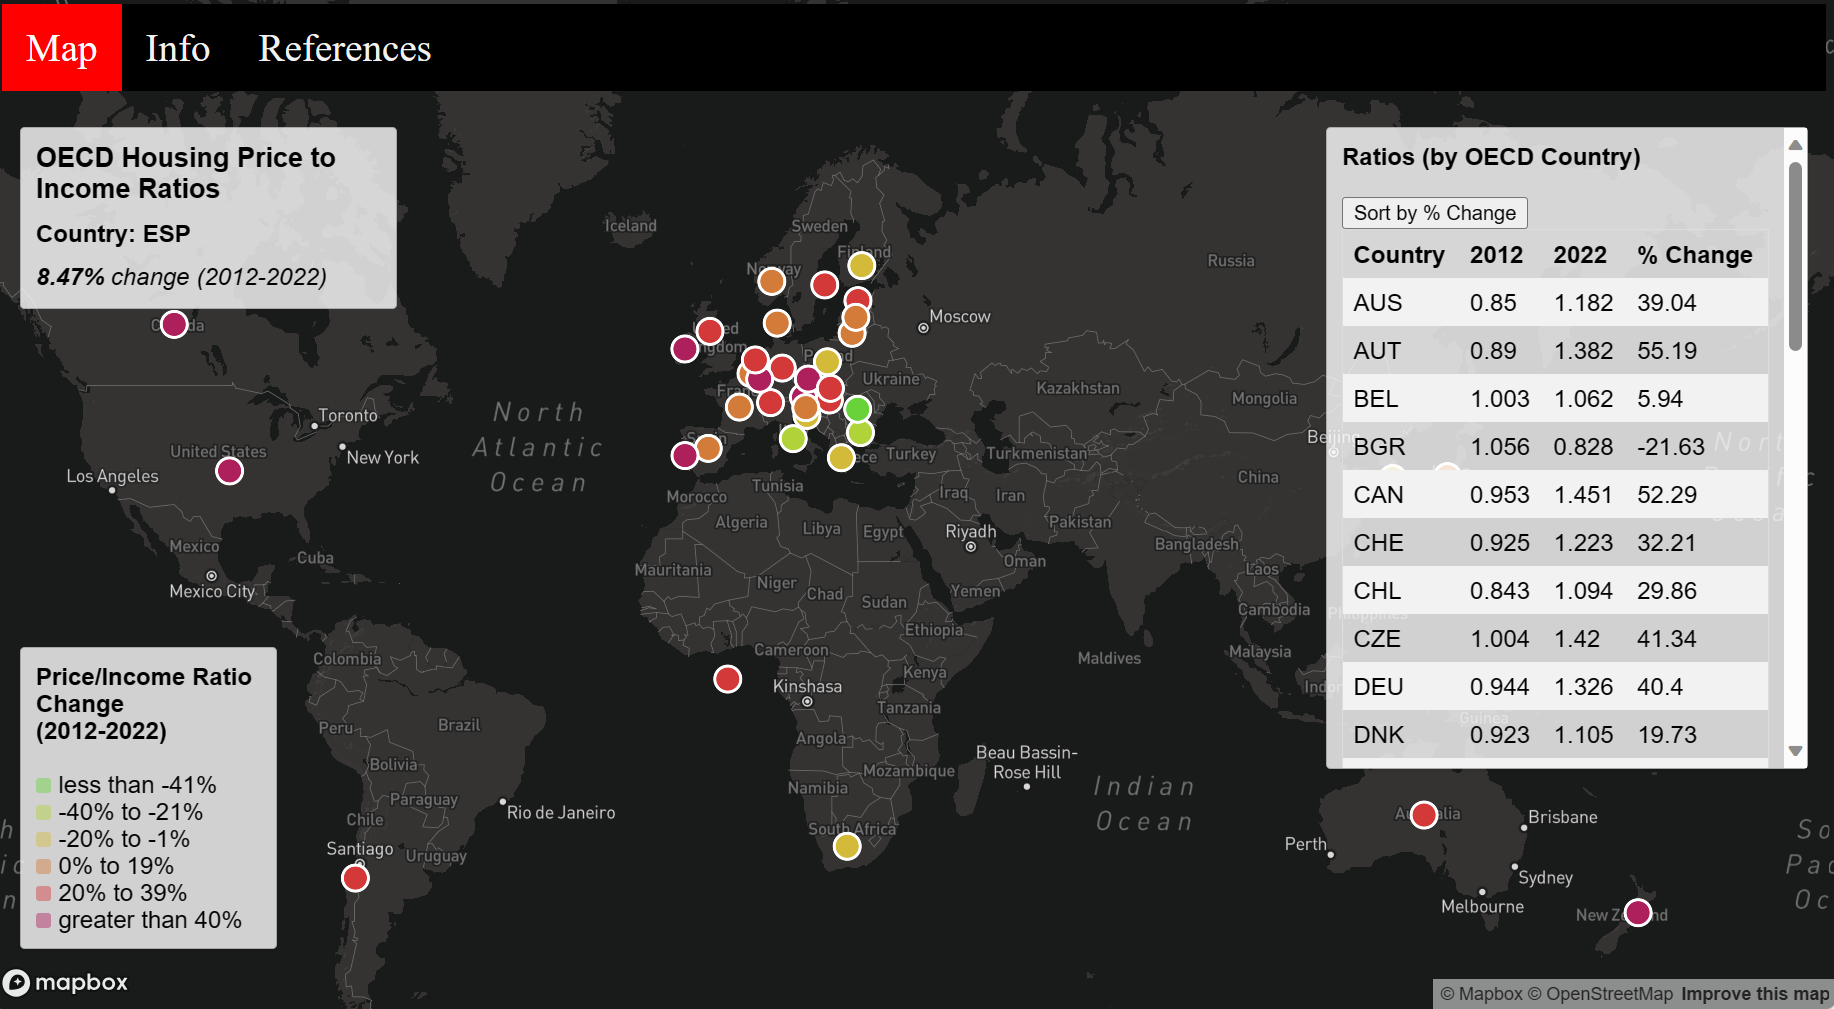 Map Info References
OECD Housing Price to
Income Ratios
Country: ESP
8.47% change (2012-2022)
Ratios (by OECD Country)
Sort by % Change
Country 2012 2022 % Change
AUS 0.85 1.182 39.04
AUT 0.89 1.382 55.19
BEL 1.003 1.062 5.94
BGR 1.056 0.828 -21.63
CAN 0.953 1.451 52.29
CHE 0.925 1.223 32.21
CHL 0.843 1.094 29.86
CZE 1.004 1.42 41.34
DEU 0.944 1.326 40.4
DNK 0.923 1.105 19.73
Price/Income Ratio
Change
(2012-2022)
less than -41%
-40% to -21%
-20% to -1%
0% to 19%
20% to 39%
greater than 40%
Iceland
Sweden
Finland
Russia
Moscow
Ukraine
Kazakhstan
Mongolia
Toronto
New York
United States
Los Angeles
North
Atlantic
Ocean
Turkey
Turkmenistan
Beijing
China
Morocco
Tunisia
Algeria
Libya
Egypt
Iraq
Iran
Pakistan
Riyadh
Oman
Bangladesh
Laos
Mexico
Cuba
Mexico City
Mauritania
Niger
Chad
Sudan
Yemen
Cambodia
Philippines
Ethiopia
Cameroon
Colombia
Maldives
Malaysia
Kenya
Kinshasa
Tanzania
Guinea
Peru
Brazil
Angola
Beau Bassin-
Rose Hill
Bolivia
Mozambique
Namibia
Indian
Ocean
Paraguay
Rio de Janeiro
Chile
South Africa
Brisbane
Santiago
Uruguay
Perth
Sydney
Melbourne
mapbox
© Mapbox © OpenStreetMap Improve this map